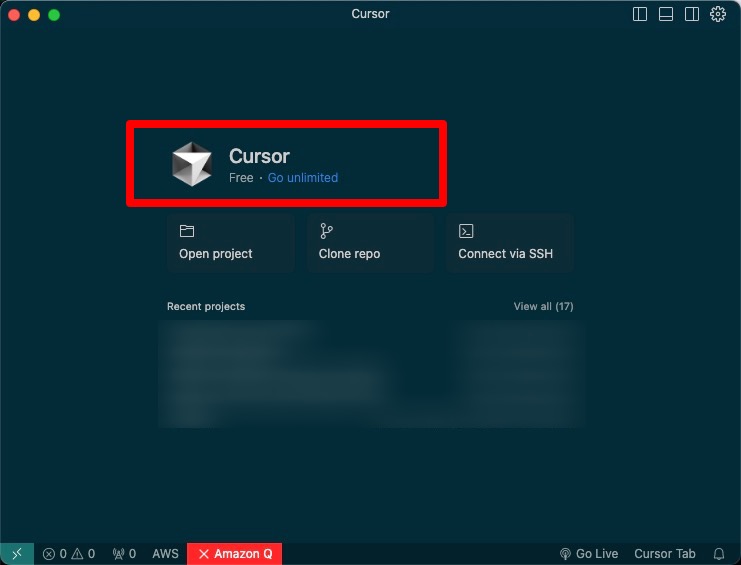 Cursor
Cursor
Free · Go unlimited
Open project
Clone repo
Connect via SSH
Recent projects
View all (17)
0 0 0 AWS Amazon Q Go Live Cursor Tab